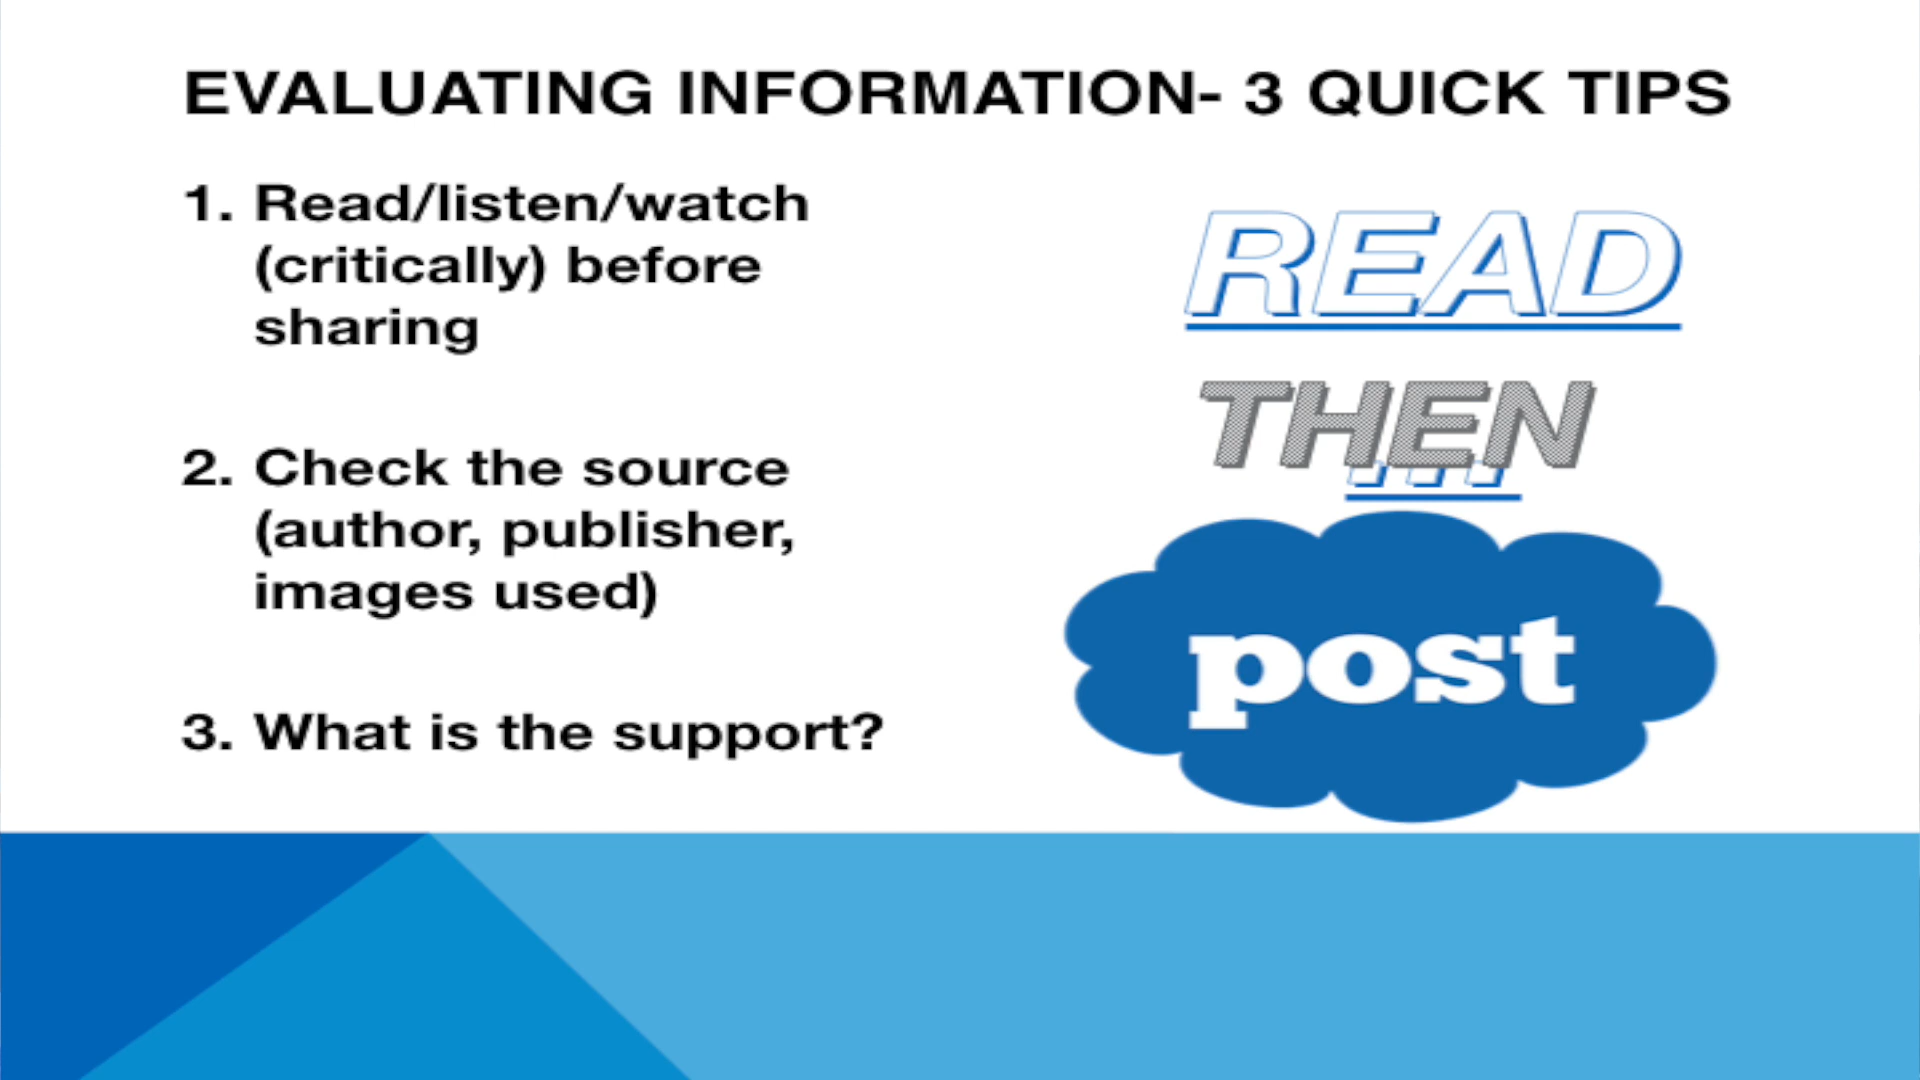 EVALUATING INFORMATION- 3 QUICK TIPS
1. Read/listen/watch
(critically) before
sharing
2. Check the source
(author, publisher,
images used)
3. What is the support?
READ
THEN
post